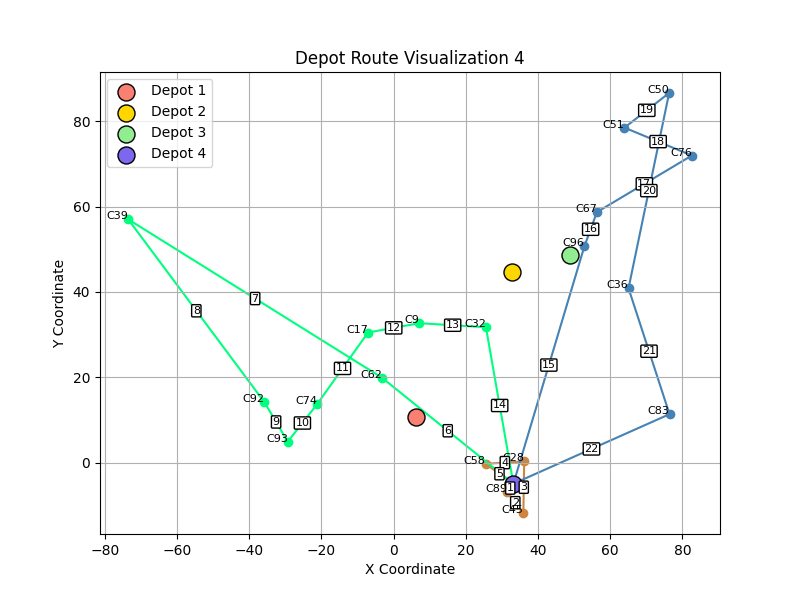 Depot Route Visualization 4
Depot 1
Depot 2
Depot 3
Depot 4
Y Coordinate
80
60
40
20
0
−80
−60
−40
−20
0
20
40
60
80
X Coordinate
C50
19
C51
18
C76
17
20
C67
16
C96
C39
7
8
C36
C17
12
C9
13
C32
11
21
15
C62
C92
C74
14
9
10
C93
6
C83
22
C58
4
C28
5
C89
1
3
2
C45